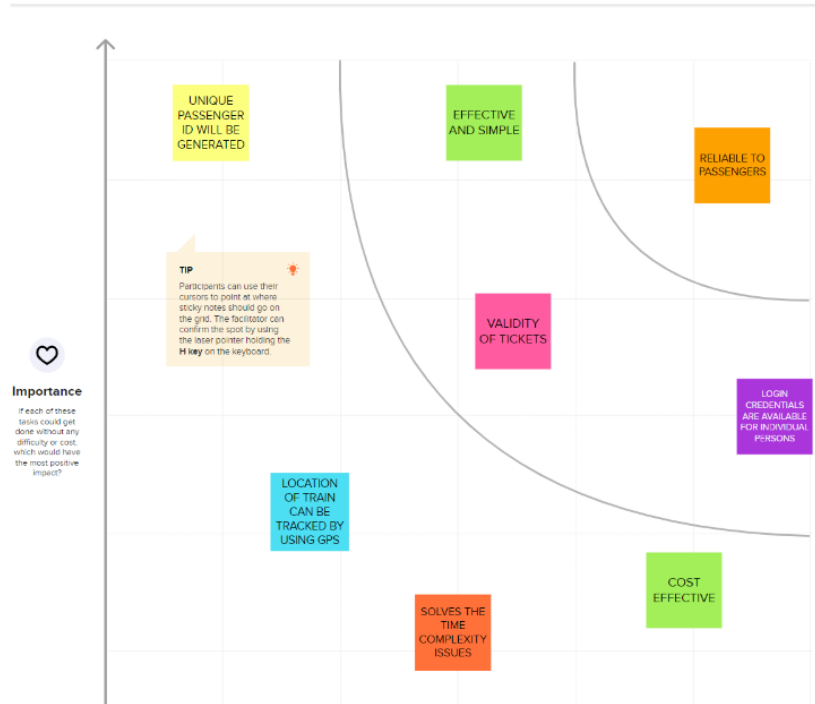 UNIQUE
PASSENGER
ID WILL BE
GENERATED
EFFECTIVE
AND SIMPLE
RELIABLE TO
PASSENGERS
TIP
Participants can use their
cursors to point at where
sticky notes should go on
the grid. The facilitator can
confirm the spot by using
the laser pointer holding the
H key on the keyboard.
VALIDITY
OF TICKETS
Importance
If each of these
tasks could get
done without any
difficulty or cost,
which would have
the most positive
impact?
LOGIN
CREDENTIALS
ARE AVAILABLE
FOR INDIVIDUAL
PERSONS
LOCATION
OF TRAIN
CAN BE
TRACKED BY
USING GPS
COST
EFFECTIVE
SOLVES THE
TIME
COMPLEXITY
ISSUES